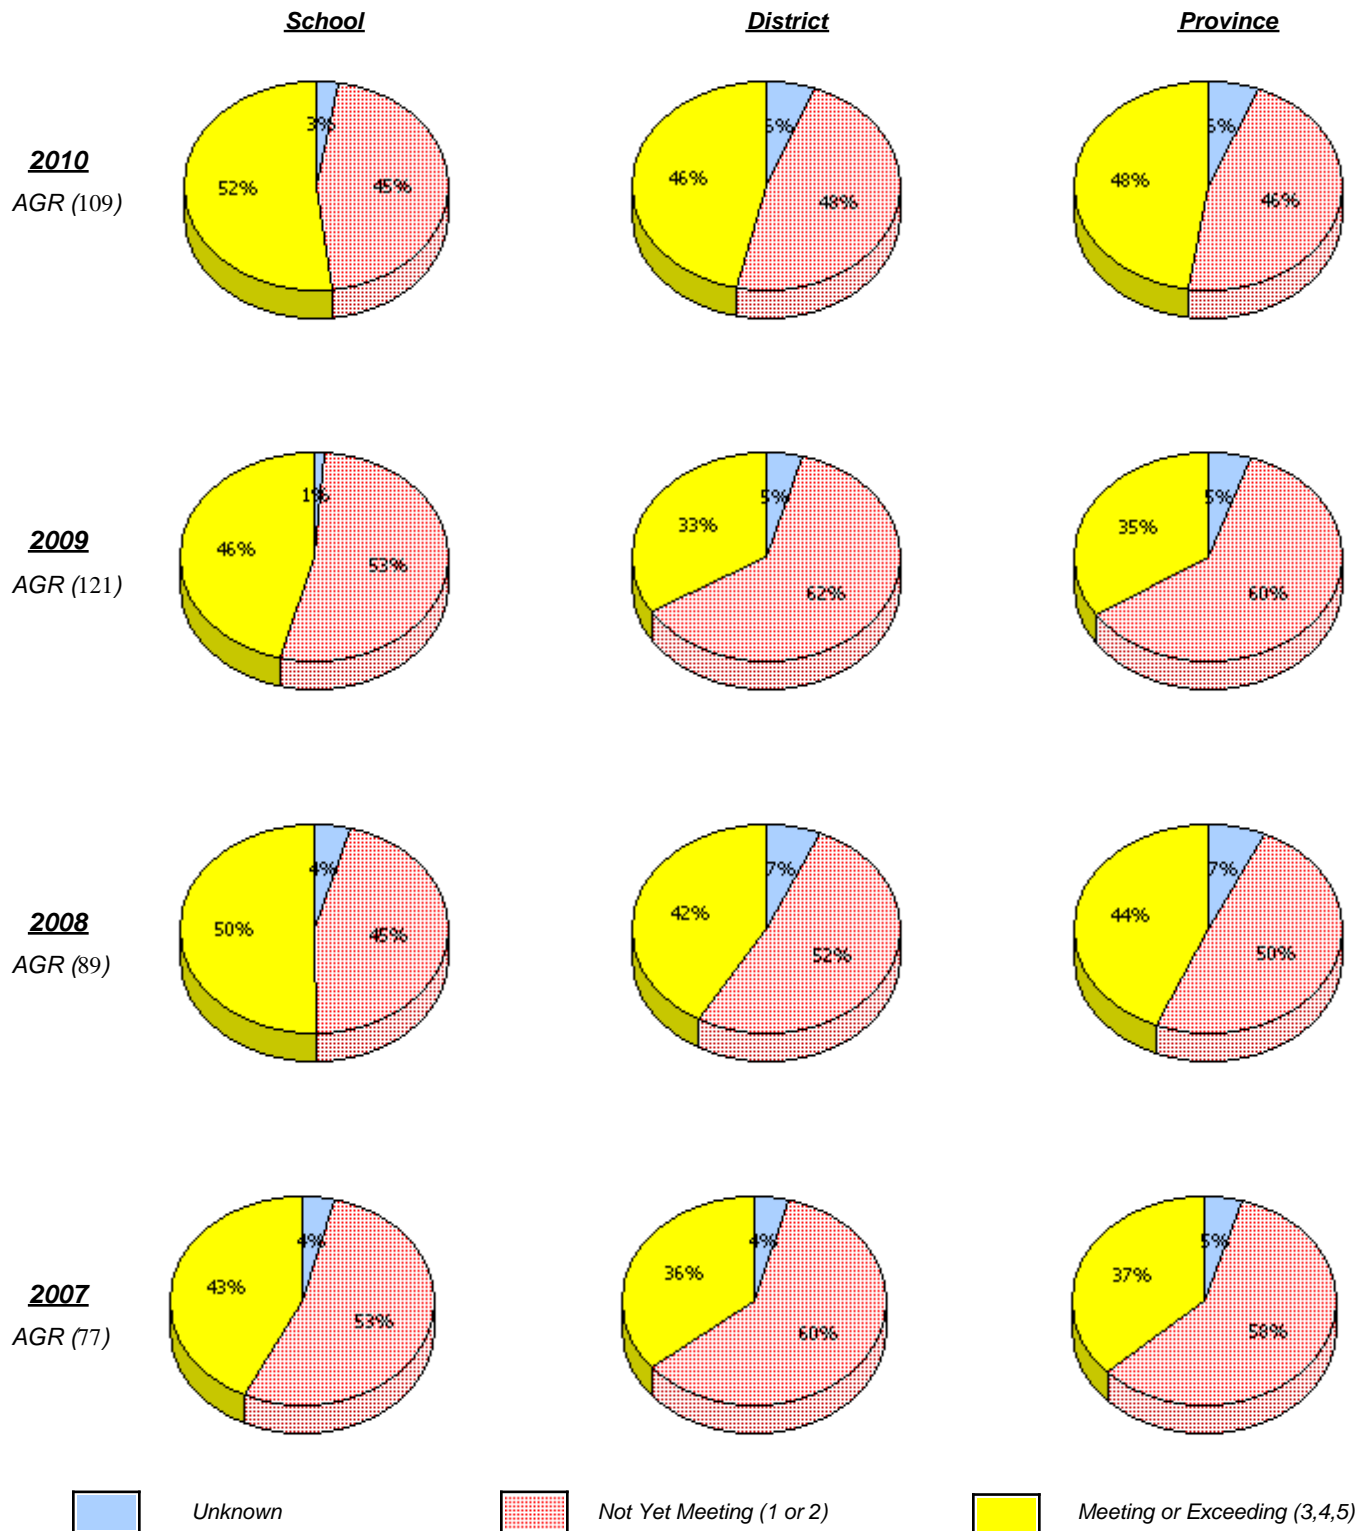 School District Province
2010
AGR (109)
3% 45% 52%
6% 48% 46%
6% 46% 48%
2009
AGR (121)
1% 53% 46%
5% 62% 33%
5% 60% 35%
2008
AGR (89)
4% 45% 50%
7% 52% 42%
7% 50% 44%
2007
AGR (77)
4% 53% 43%
4% 60% 36%
5% 58% 37%
Unknown Not Yet Meeting (1 or 2) Meeting or Exceeding (3,4,5)